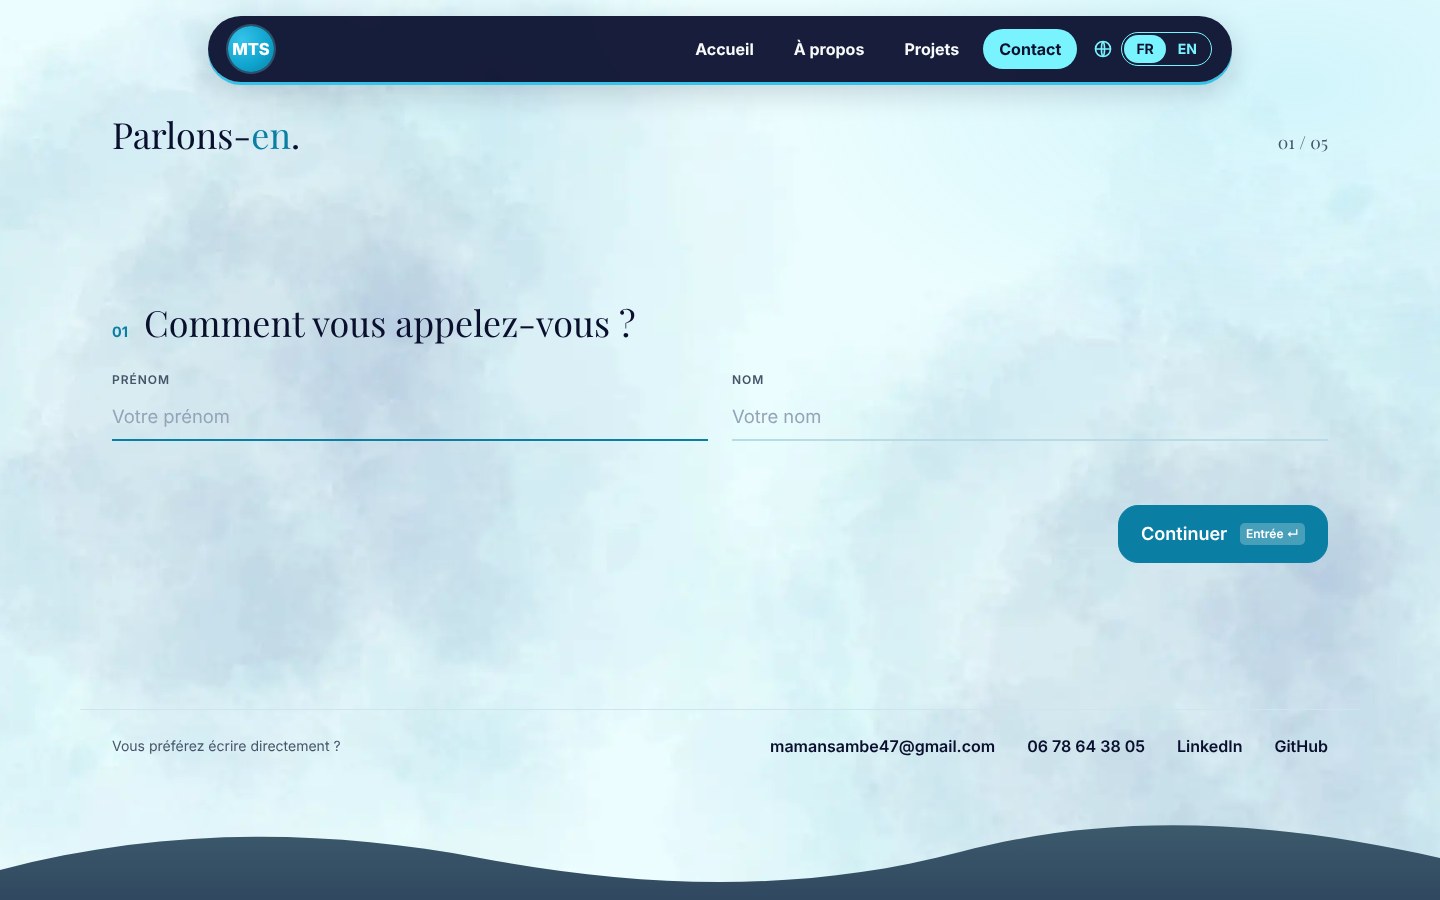 MTS Accueil À propos Projets Contact FR EN
Parlons-en. 01 / 05
01 Comment vous appelez-vous ?
PRÉNOM NOM
Votre prénom Votre nom
Continuer Entrée ↵
Vous préférez écrire directement ? mamansambe47@gmail.com 06 78 64 38 05 LinkedIn GitHub